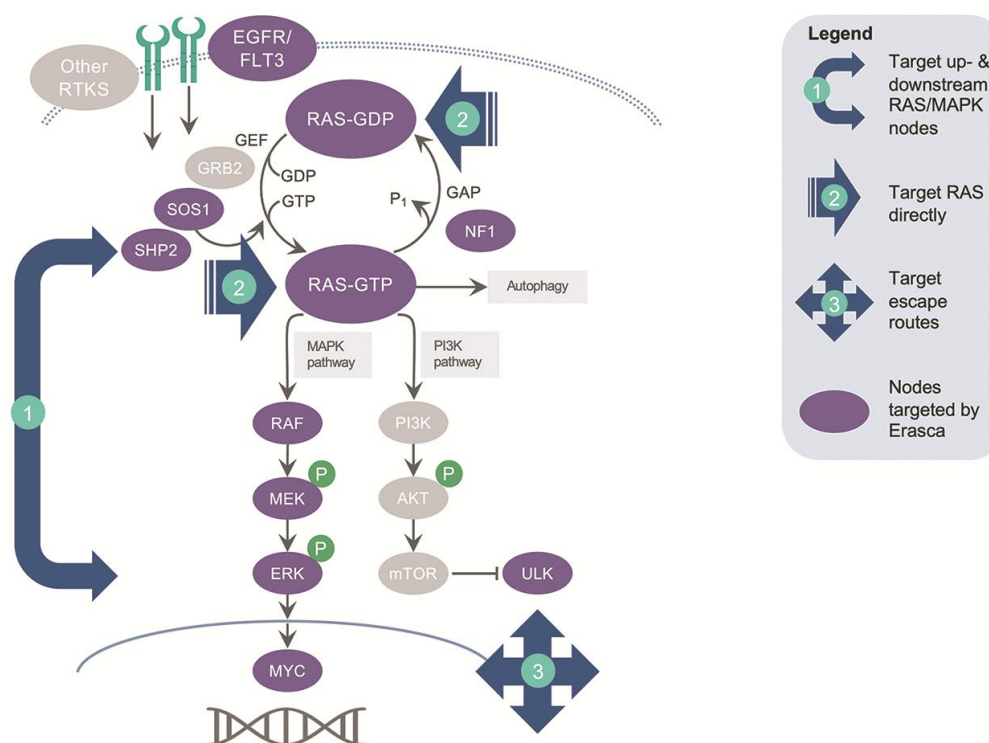 EGFR/
FLT3
Other
RTKS
RAS-GDP
2
GEF
GDP
GTP
GRB2
SOS1
SHP2
P1
GAP
NF1
2
RAS-GTP
Autophagy
MAPK
pathway
PI3K
pathway
1
RAF
PI3K
P
P
MEK
AKT
P
ERK
mTOR
ULK
MYC
3
Legend
1
Target up- &
downstream
RAS/MAPK
nodes
2
Target RAS
directly
3
Target
escape
routes
Nodes
targeted by
Erasca